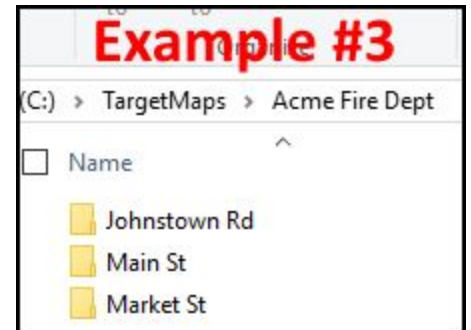 Example #3
(C:) > TargetMaps > Acme Fire Dept
Name
Johnstown Rd
Main St
Market St